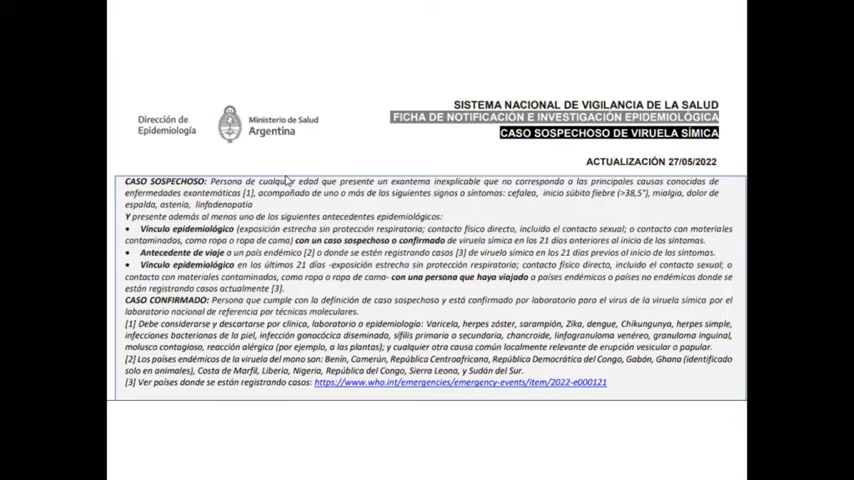 Dirección de
Epidemiología
Ministerio de Salud
Argentina
SISTEMA NACIONAL DE VIGILANCIA DE LA SALUD
FICHA DE NOTIFICACIÓN E INVESTIGACIÓN EPIDEMIOLÓGICA
CASO SOSPECHOSO DE VIRUELA SÍMICA
ACTUALIZACIÓN 27/05/2022
CASO SOSPECHOSO: Persona de cualquier edad que presente un exantema inexplicable que no corresponda a las principales causas conocidas de
enfermedades exantemáticas [1], acompañado de uno o más de los siguientes signos o síntomas: cefalea, inicio súbito fiebre (>38,5°), mialgia, dolor de
espalda, astenia, linfadenopatía
Y presente además al menos uno de los siguientes antecedentes epidemiológicos:
• Vínculo epidemiológico (exposición estrecha sin protección respiratoria; contacto físico directo, incluido el contacto sexual; o contacto con materiales
contaminados, como ropa o ropa de cama) con un caso sospechoso o confirmado de viruela símica en los 21 días anteriores al inicio de los síntomas.
• Antecedente de viaje a un país endémico [2] o donde se están registrando casos [3] de viruela símica en los 21 días previos al inicio de los síntomas.
• Vínculo epidemiológico en los últimos 21 días -exposición estrecha sin protección respiratoria; contacto físico directo, incluido el contacto sexual; o
contacto con materiales contaminados, como ropa o ropa de cama- con una persona que haya viajado a países endémicos o países no endémicos donde se
están registrando casos actualmente [3].
CASO CONFIRMADO: Persona que cumple con la definición de caso sospechoso y está confirmado por laboratorio para el virus de la viruela símica por el
laboratorio nacional de referencia por técnicas moleculares.
[1] Debe considerarse y descartarse por clínica, laboratorio o epidemiología: Varicela, herpes zóster, sarampión, Zika, dengue, Chikungunya, herpes simple,
infecciones bacterianas de la piel, infección gonocócica diseminada, sífilis primaria o secundaria, chancroide, linfogranuloma venéreo, granuloma inguinal,
molusco contagioso, reacción alérgica (por ejemplo, a las plantas); y cualquier otra causa común localmente relevante de erupción vesicular o papular.
[2] Los países endémicos de la viruela del mono son: Benín, Camerún, República Centroafricana, República Democrática del Congo, Gabón, Ghana (identificado
solo en animales), Costa de Marfil, Liberia, Nigeria, República del Congo, Sierra Leona, y Sudán del Sur.
[3] Ver países donde se están registrando casos: https://www.who.int/emergencies/emergency-events/item/2022-e000121